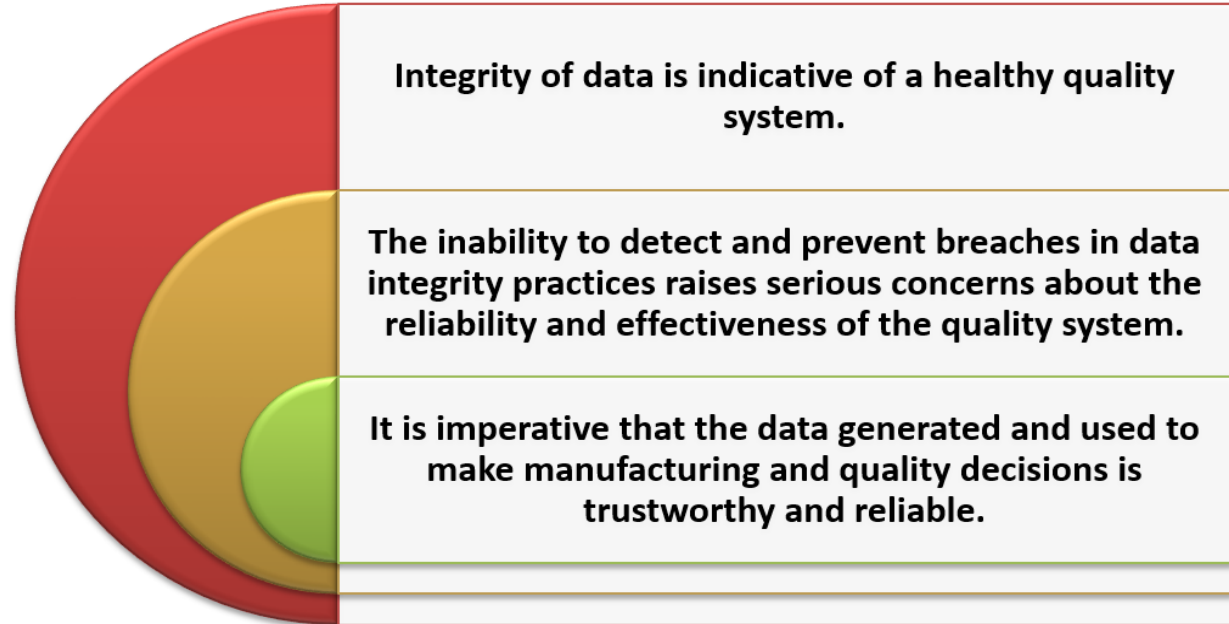 Integrity of data is indicative of a healthy quality
system.
The inability to detect and prevent breaches in data
integrity practices raises serious concerns about the
reliability and effectiveness of the quality system.
It is imperative that the data generated and used to
make manufacturing and quality decisions is
trustworthy and reliable.